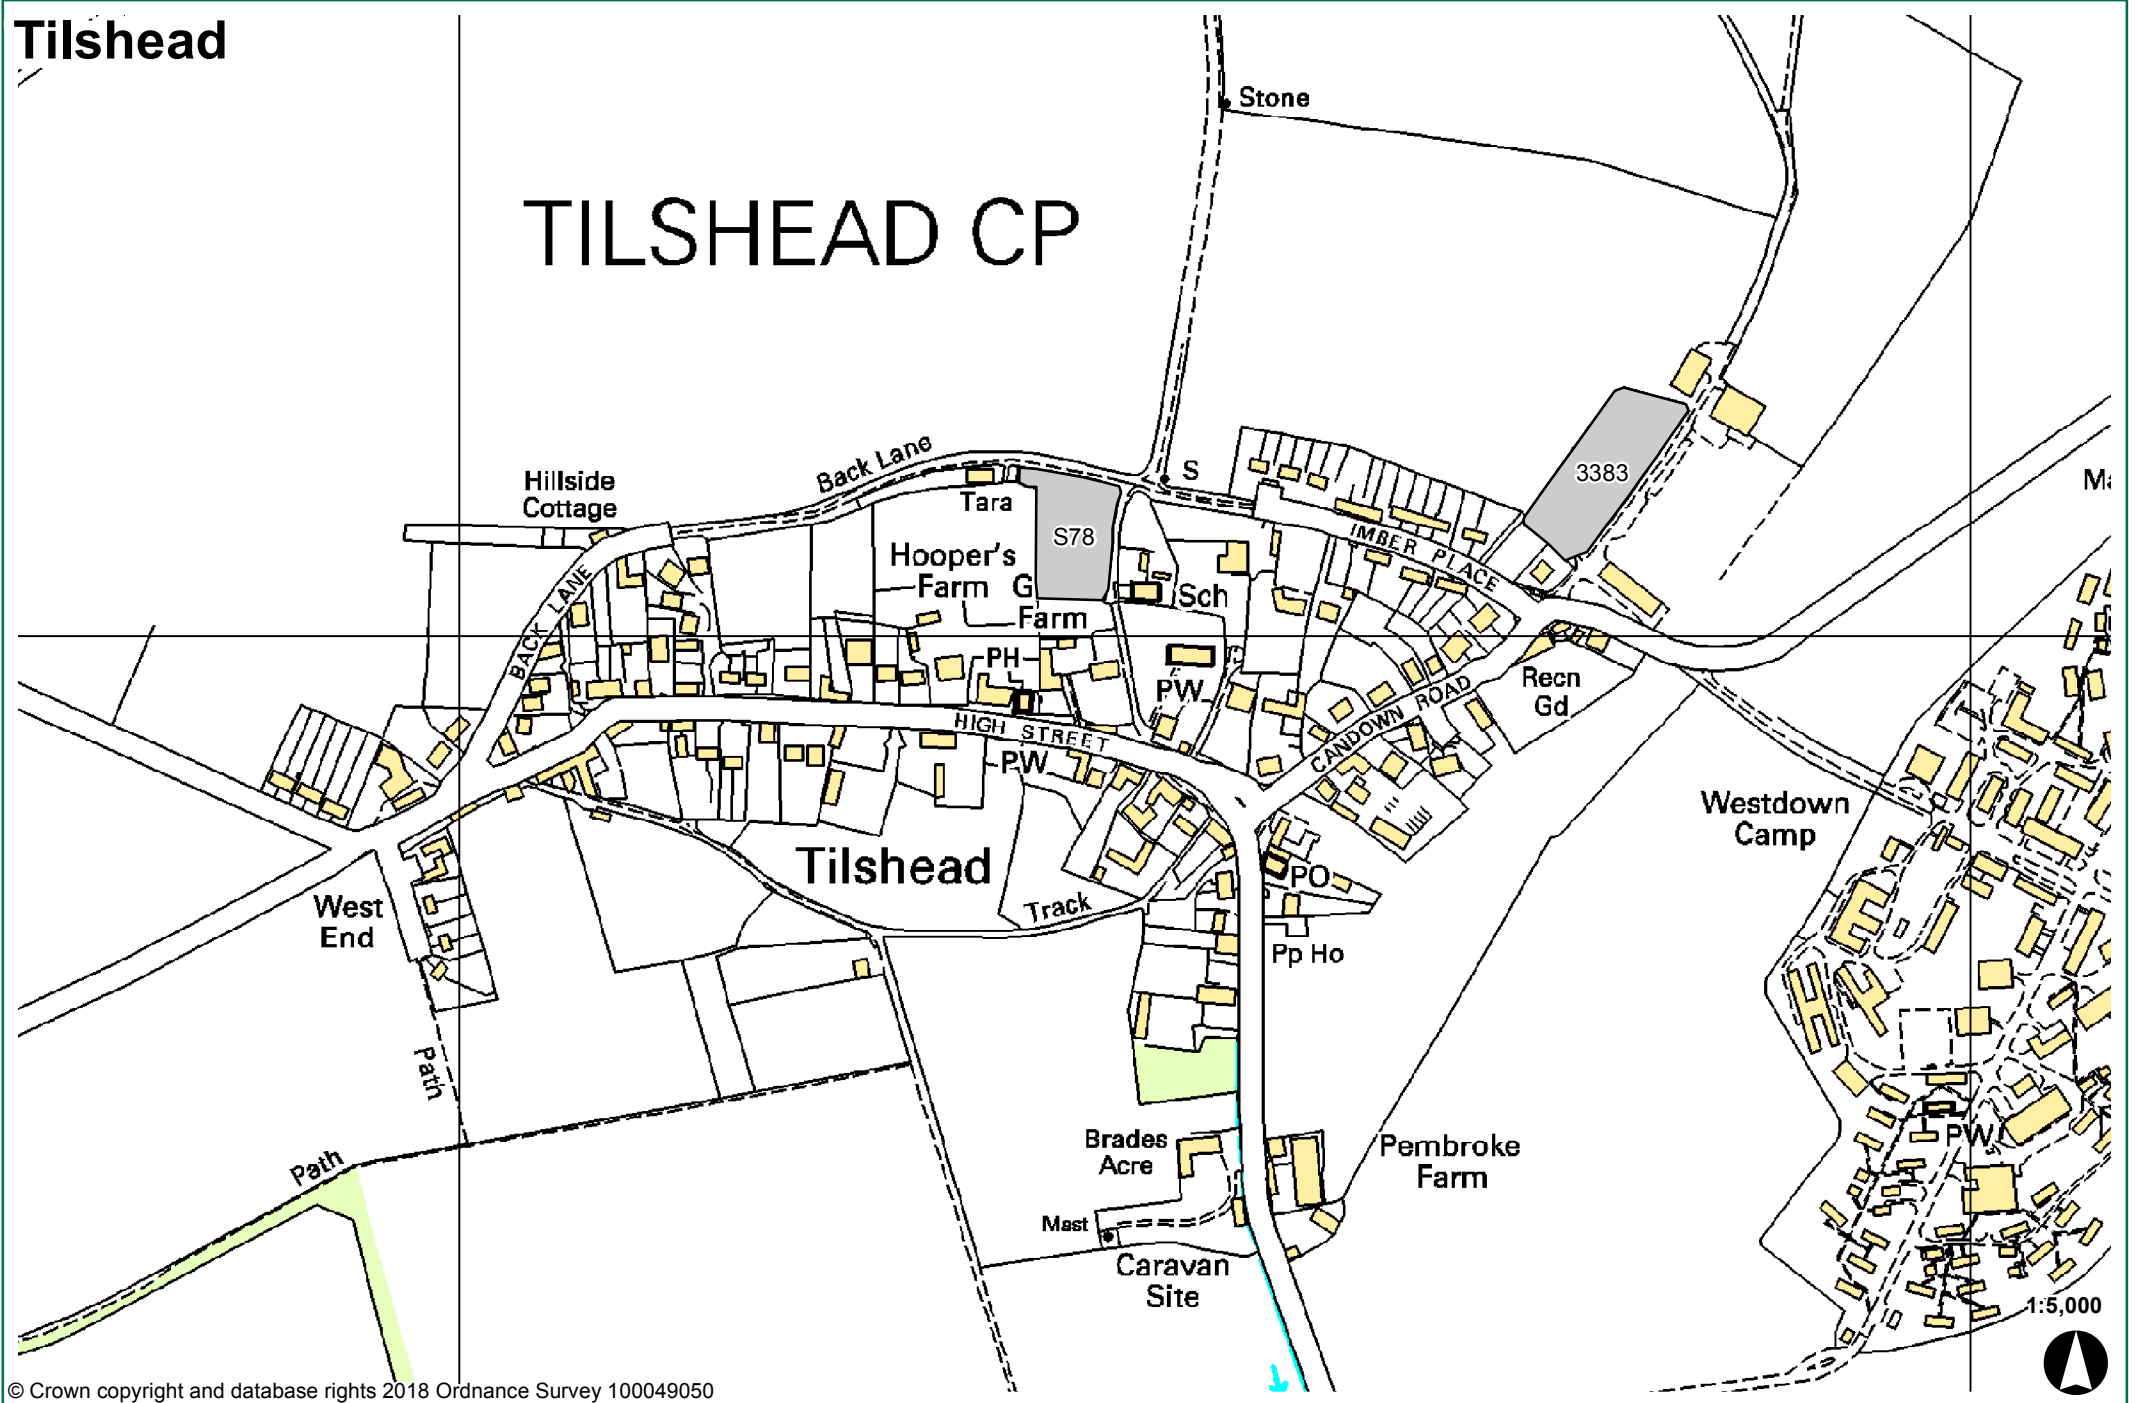 Tilshead
Stone
TILSHEAD CP
Back Lane
S
3383
Hillside
Cottage
Tara
S78
IMBER PLACE
Hooper's
Farm
G
Farm
Sch
BACK LANE
PH
PW
Recn
Gd
HIGH STREET
CANDOWN ROAD
PW
Westdown
Camp
Tilshead
PO
West
End
Track
Pp Ho
Path
Brades
Acre
Pembroke
Farm
PW
Path
Mast
Caravan
Site
1:5,000
© Crown copyright and database rights 2018 Ordnance Survey 100049050